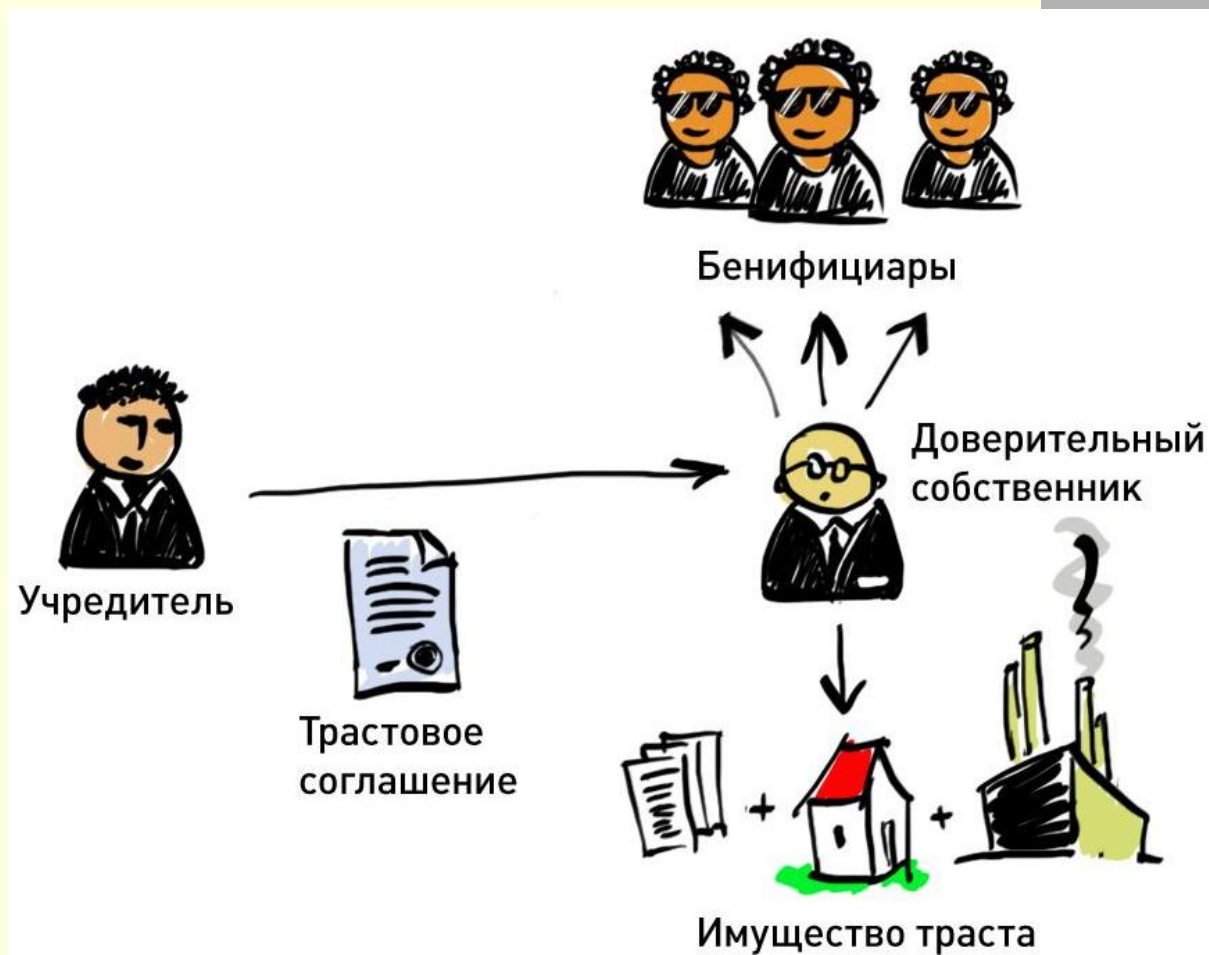 Бенифициары
Доверительный
собственник
Учредитель
Трастовое
соглашение
Имущество траста